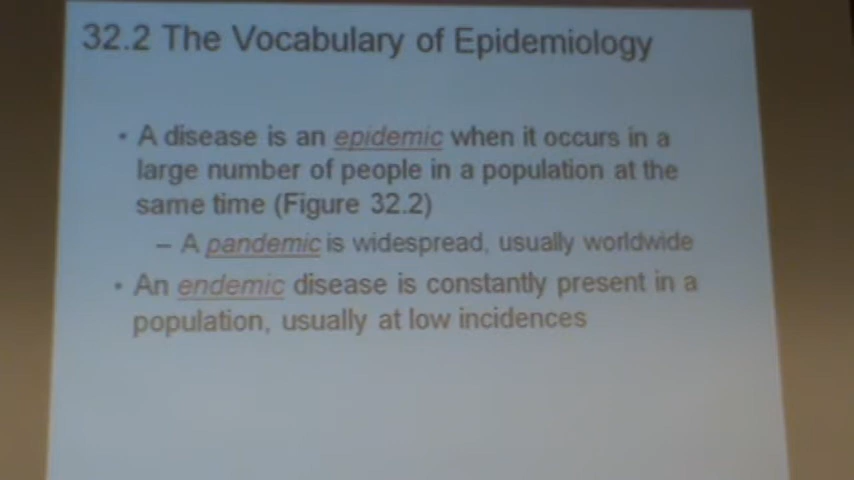 32.2 The Vocabulary of Epidemiology
• A disease is an epidemic when it occurs in a
large number of people in a population at the
same time (Figure 32.2)
– A pandemic is widespread, usually worldwide
• An endemic disease is constantly present in a
population, usually at low incidences